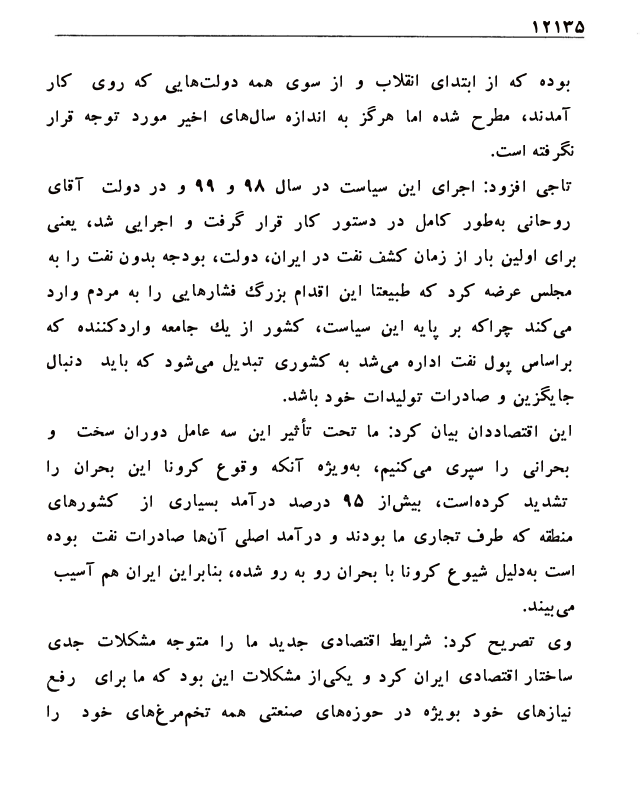 ۱۲۱۳۵
بوده که از ابتدای انقلاب و از سوی همه دولت‌هایی که روی کار
آمدند، مطرح شده اما هرگز به اندازه سال‌های اخیر مورد توجه قرار
نگرفته است.
تاجی افزود: اجرای این سیاست در سال ۹۸ و ۹۹ و در دولت آقای
روحانی به‌طور کامل در دستور کار قرار گرفت و اجرایی شد، یعنی
برای اولین بار از زمان کشف نفت در ایران، دولت، بودجه بدون نفت را به
مجلس عرضه کرد که طبیعتا این اقدام بزرگ فشارهایی را به مردم وارد
می‌کند چراکه بر پایه این سیاست، کشور از یك جامعه واردکننده که
براساس پول نفت اداره می‌شد به کشوری تبدیل می‌شود که باید دنبال
جایگزین و صادرات تولیدات خود باشد.
این اقتصاددان بیان کرد: ما تحت تأثیر این سه عامل دوران سخت و
بحرانی را سپری می‌کنیم، به‌ویژه آنکه وقوع کرونا این بحران را
تشدید کرده‌است، بیش‌از ۹۵ درصد درآمد بسیاری از کشورهای
منطقه که طرف تجاری ما بودند و درآمد اصلی آن‌ها صادرات نفت بوده
است به‌دلیل شیوع کرونا با بحران رو به رو شده، بنابراین ایران هم آسیب
می‌بیند.
وی تصریح کرد: شرایط اقتصادی جدید ما را متوجه مشکلات جدی
ساختار اقتصادی ایران کرد و یکی‌از مشکلات این بود که ما برای رفع
نیازهای خود بویژه در حوزه‌های صنعتی همه تخم‌مرغ‌های خود را